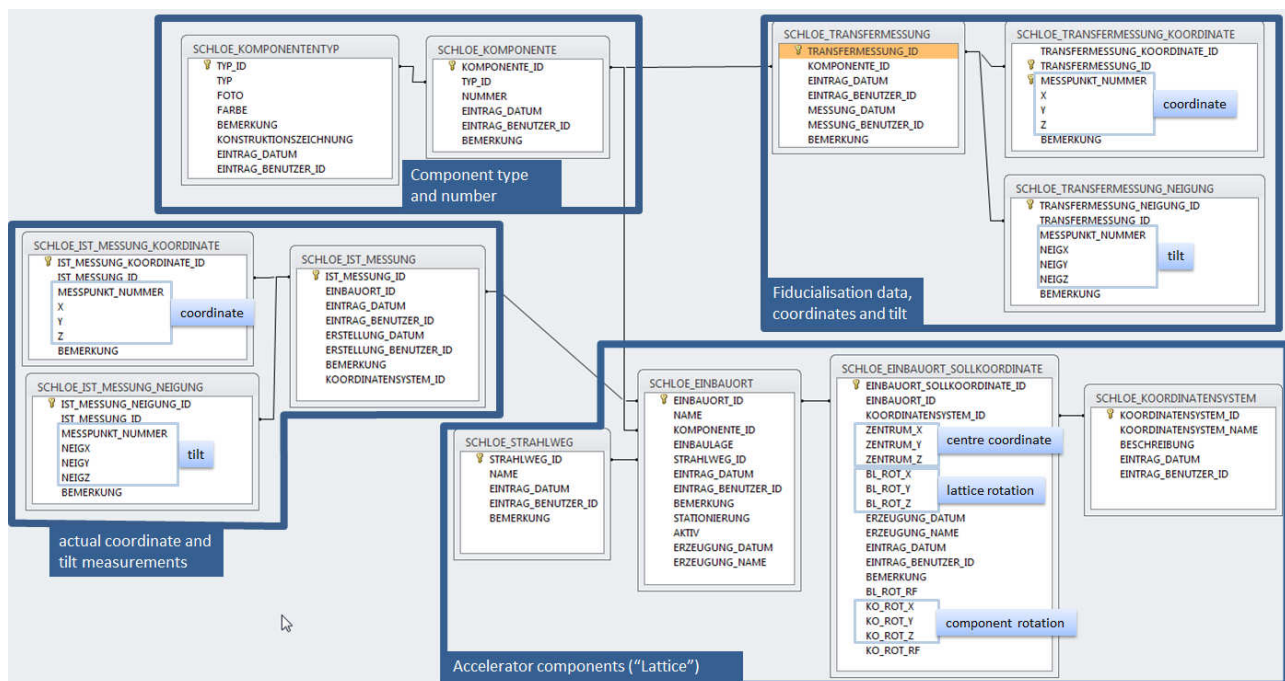 SCHLOE_KOMPONENTENTYP
TYP_ID
TYP
FOTO
FARBE
BEMERKUNG
KONSTRUKTIONSZEICHNUNG
EINTRAG_DATUM
EINTRAG_BENUTZER_ID
SCHLOE_KOMPONENTE
KOMPONENTE_ID
TYP_ID
NUMMER
EINTRAG_DATUM
EINTRAG_BENUTZER_ID
BEMERKUNG
Component type
and number
SCHLOE_TRANSFERMESSUNG
TRANSFERMESSUNG_ID
KOMPONENTE_ID
EINTRAG_DATUM
EINTRAG_BENUTZER_ID
MESSUNG_DATUM
MESSUNG_BENUTZER_ID
BEMERKUNG
SCHLOE_TRANSFERMESSUNG_KOORDINATE
TRANSFERMESSUNG_KOORDINATE_ID
TRANSFERMESSUNG_ID
MESSPUNKT_NUMMER
X
Y
Z
BEMERKUNG
coordinate
SCHLOE_TRANSFERMESSUNG_NEIGUNG
TRANSFERMESSUNG_NEIGUNG_ID
TRANSFERMESSUNG_ID
MESSPUNKT_NUMMER
NEIGX
NEIGY
NEIGZ
BEMERKUNG
tilt
Fiducialisation data,
coordinates and tilt
SCHLOE_IST_MESSUNG_KOORDINATE
IST_MESSUNG_KOORDINATE_ID
IST_MESSUNG_ID
MESSPUNKT_NUMMER
X
Y
Z
BEMERKUNG
coordinate
SCHLOE_IST_MESSUNG
IST_MESSUNG_ID
EINBAUORT_ID
EINTRAG_DATUM
EINTRAG_BENUTZER_ID
ERSTELLUNG_DATUM
ERSTELLUNG_BENUTZER_ID
BEMERKUNG
KOORDINATENSYSTEM_ID
SCHLOE_IST_MESSUNG_NEIGUNG
IST_MESSUNG_NEIGUNG_ID
IST_MESSUNG_ID
MESSPUNKT_NUMMER
NEIGX
NEIGY
NEIGZ
BEMERKUNG
tilt
actual coordinate and
tilt measurements
SCHLOE_STRAHLWEG
STRAHLWEG_ID
NAME
EINTRAG_DATUM
EINTRAG_BENUTZER_ID
BEMERKUNG
SCHLOE_EINBAUORT
EINBAUORT_ID
NAME
KOMPONENTE_ID
EINBAULAGE
STRAHLWEG_ID
EINTRAG_DATUM
EINTRAG_BENUTZER_ID
BEMERKUNG
STATIONIERUNG
AKTIV
ERZEUGUNG_DATUM
ERZEUGUNG_NAME
SCHLOE_EINBAUORT_SOLLKOORDINATE
EINBAUORT_SOLLKOORDINATE_ID
EINBAUORT_ID
KOORDINATENSYSTEM_ID
ZENTRUM_X
ZENTRUM_Y
ZENTRUM_Z
BL_ROT_X
BL_ROT_Y
BL_ROT_Z
ERZEUGUNG_DATUM
ERZEUGUNG_NAME
EINTRAG_DATUM
EINTRAG_BENUTZER_ID
BEMERKUNG
BL_ROT_RF
KO_ROT_X
KO_ROT_Y
KO_ROT_Z
KO_ROT_RF
centre coordinate
lattice rotation
component rotation
SCHLOE_KOORDINATENSYSTEM
KOORDINATENSYSTEM_ID
KOORDINATENSYSTEM_NAME
BESCHREIBUNG
EINTRAG_DATUM
EINTRAG_BENUTZER_ID
Accelerator components (“Lattice”)